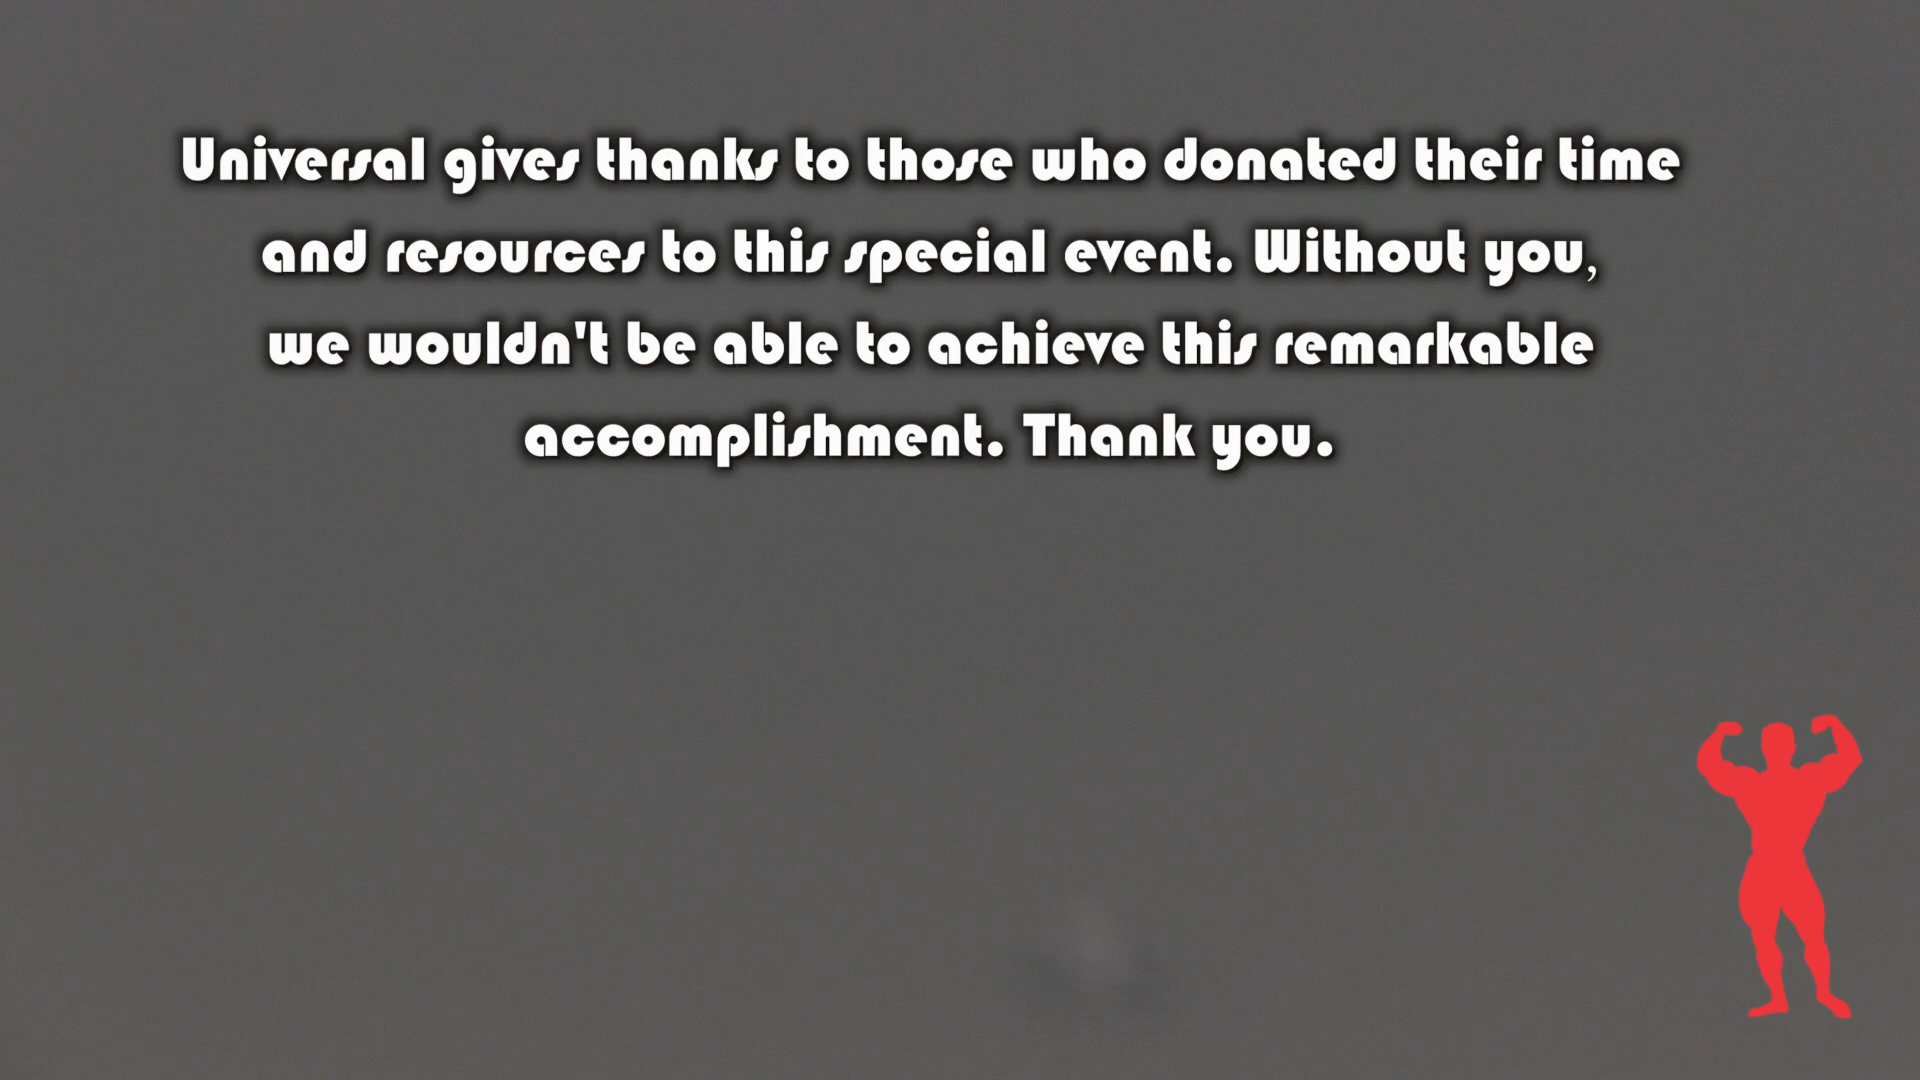 Universal gives thanks to those who donated their time
and resources to this special event. Without you,
we wouldn't be able to achieve this remarkable
accomplishment. Thank you.